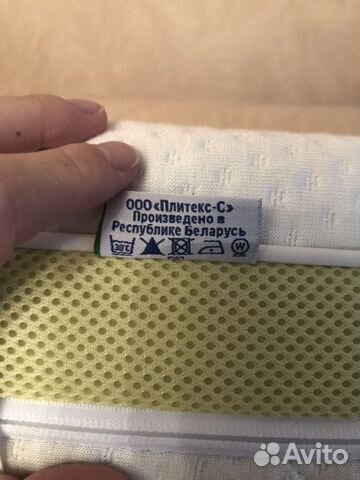 ООО «Плитекс-С»
Произведено в
Республике Беларусь
30°C W
Avito